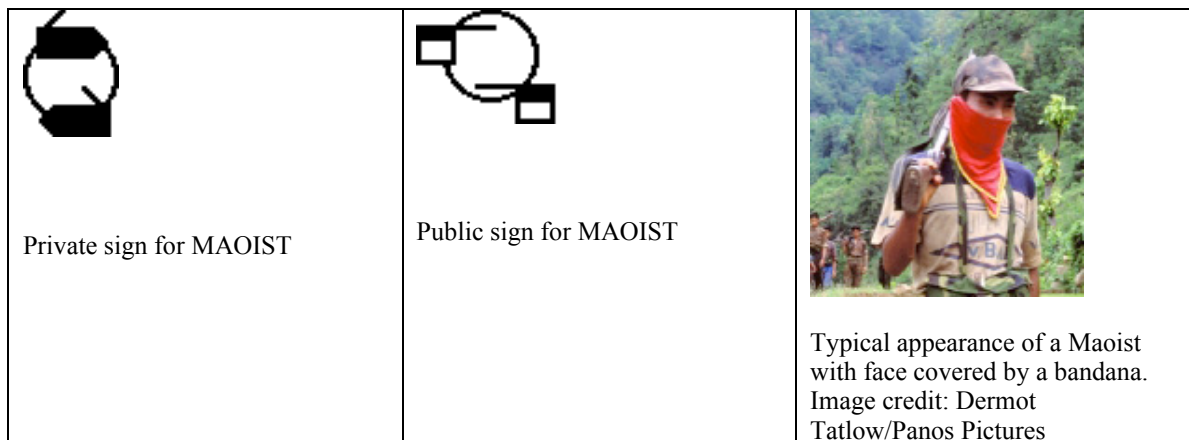 Private sign for MAOIST
Public sign for MAOIST
Typical appearance of a Maoist
with face covered by a bandana.
Image credit: Dermot
Tatlow/Panos Pictures